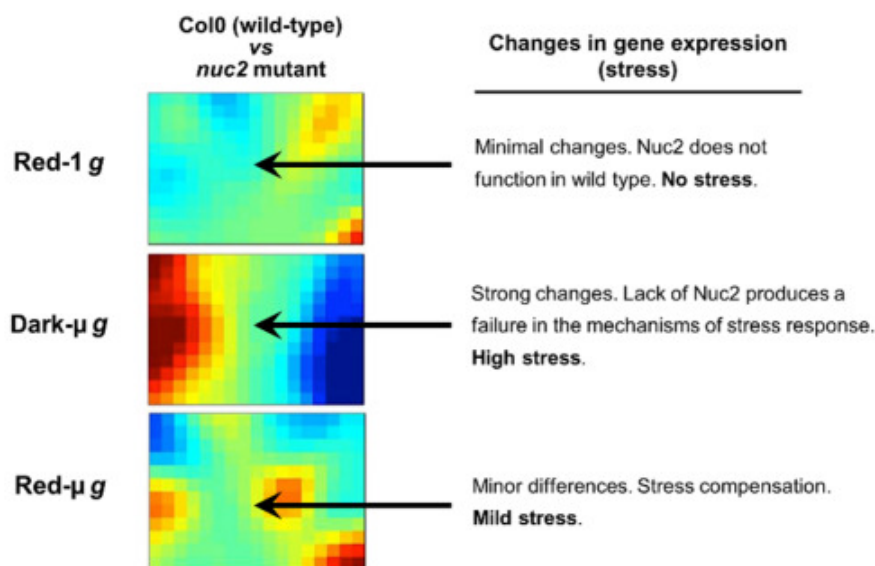 Col0 (wild-type)
vs
nuc2 mutant
Changes in gene expression
(stress)
Red-1 g
Minimal changes. Nuc2 does not
function in wild type. No stress.
Dark-μ g
Strong changes. Lack of Nuc2 produces a
failure in the mechanisms of stress response.
High stress.
Red-μ g
Minor differences. Stress compensation.
Mild stress.